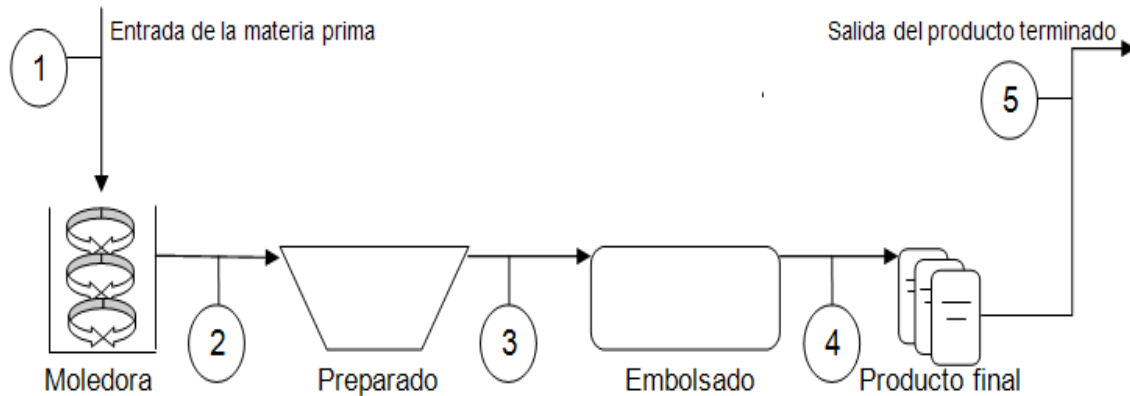 Entrada de la materia prima
Salida del producto terminado
1
5
2
3
4
Moledora
Preparado
Embolsado
Producto final